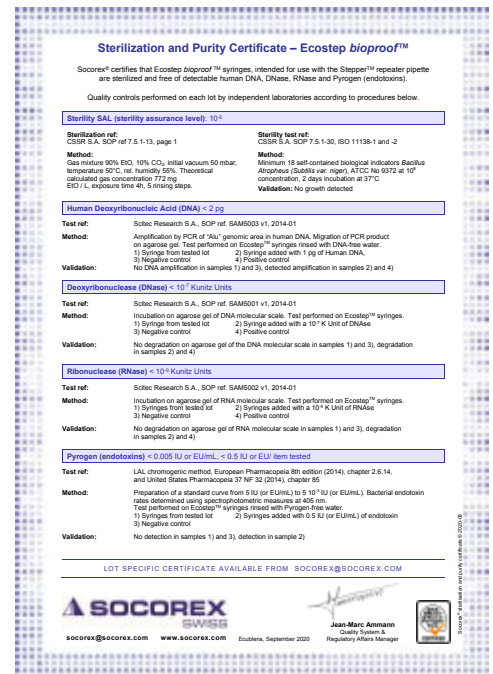 Sterilization and Purity Certificate – Ecostep bioproof™
Socorex® certifies that Ecostep bioproof ™ syringes, intended for use with the Stepper™ repeater pipette
are sterilized and free of detectable human DNA, DNase, RNase and Pyrogen (endotoxins).
Quality controls performed on each lot by independent laboratories according to procedures below.
Sterility SAL (sterility assurance level): 10⁻⁶
Sterilization ref:
CSSR S.A. SOP ref 7.5.1-13, page 1
Method:
Gas mixture 90% EtO, 10% CO₂, initial vacuum 50 mbar,
temperature 50°C, rel. humidity 55%. Theoretical
calculated gas concentration 772 mg
EtO / L, exposure time 4h, 5 rinsing steps.
Sterility test ref:
CSSR S.A. SOP 7.5.1-30, ISO 11138-1 and -2
Method:
Minimum 18 self-contained biological indicators Bacillus
Atropheus (Subtilis var. niger), ATCC No 9372 at 10⁶
concentration, 2 days incubation at 37°C
Validation: No growth detected
Human Deoxyribonucleic Acid (DNA) < 2 pg
Test ref: Scitec Research S.A., SOP ref. SAM5003 v1, 2014-01
Method: Amplification by PCR of "Alu" genomic area in human DNA. Migration of PCR product
on agarose gel. Test performed on Ecostep™ syringes rinsed with DNA-free water.
1) Syringe from tested lot 2) Syringe added with 1 pg of Human DNA,
3) Negative control 4) Positive control
Validation: No DNA amplification in samples 1) and 3), detected amplification in samples 2) and 4)
Deoxyribonuclease (DNase) < 10⁻⁷ Kunitz Units
Test ref: Scitec Research S.A., SOP ref. SAM5001 v1, 2014-01
Method: Incubation on agarose gel of DNA molecular scale. Test performed on Ecostep™ syringes.
1) Syringe from tested lot 2) Syringe added with a 10⁻⁷ K Unit of DNase
3) Negative control 4) Positive control
Validation: No degradation on agarose gel of the DNA molecular scale in samples 1) and 3), degradation
in samples 2) and 4)
Ribonuclease (RNase) < 10⁻⁹ Kunitz Units
Test ref: Scitec Research S.A., SOP ref. SAM5002 v1, 2014-01
Method: Incubation on agarose gel of RNA molecular scale. Test performed on Ecostep™ syringes.
1) Syringes from tested lot 2) Syringes added with a 10⁻⁹ K Unit of RNAse
3) Negative control 4) Positive control
Validation: No degradation on agarose gel of RNA molecular scale in samples 1) and 3), degradation
in samples 2) and 4)
Pyrogen (endotoxins) < 0.005 IU or EU/mL, < 0.5 IU or EU/ item tested
Test ref: LAL chromogenic method, European Pharmacopeia 8th edition (2014), chapter 2.6.14,
and United States Pharmacopeia 37 NF 32 (2014), chapter 85
Method: Preparation of a standard curve from 5 IU (or EU/mL) to 5 10⁻³ IU (or EU/mL). Bacterial endotoxin
rates determined using spectrophotometric measures at 405 nm.
Test performed on Ecostep™ syringes rinsed with Pyrogen-free water.
1) Syringes from tested lot 2) Syringes added with 0.5 IU (or EU/mL) of endotoxin
3) Negative control
Validation: No detection in samples 1) and 3), detection in sample 2)
LOT SPECIFIC CERTIFICATE AVAILABLE FROM SOCOREX@SOCOREX.COM
SOCOREX
SWISS
socorex@socorex.com www.socorex.com
Ecublens, September 2020
Jean-Marc Ammann
Quality System &
Regulatory Affairs Manager
Socorex® sterilisation and purity certificate © 2020-08